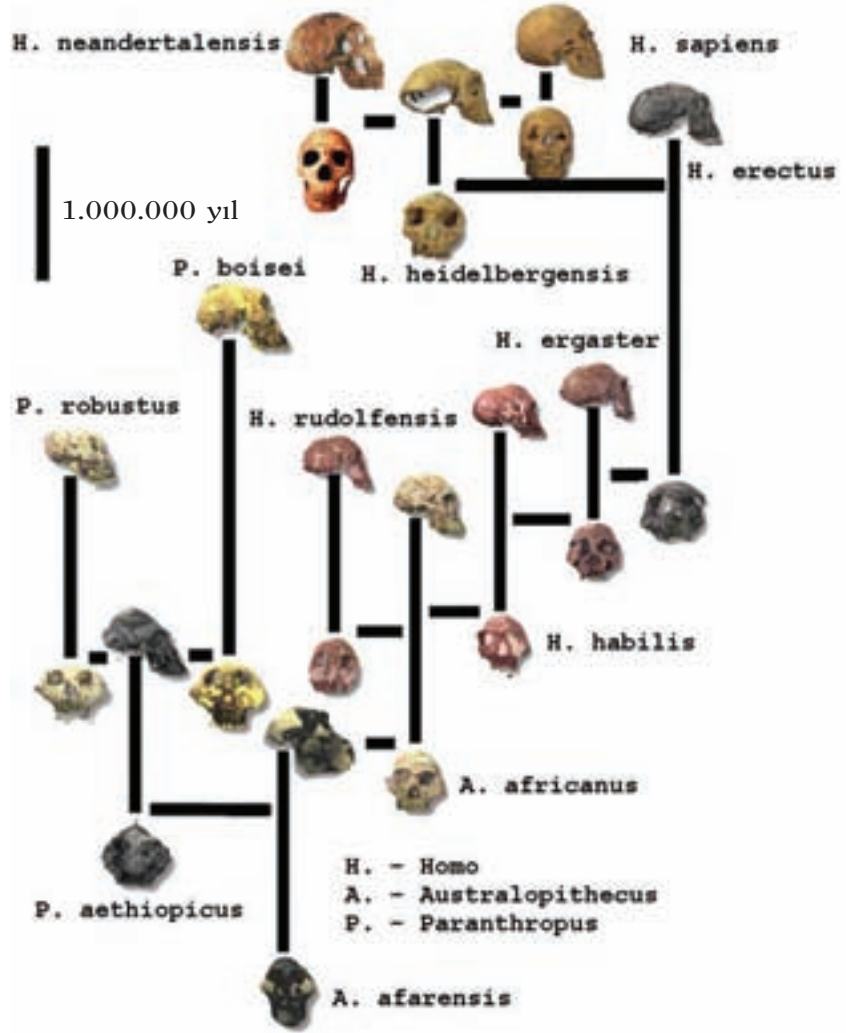 H. neandertalensis
H. sapiens
H. erectus
1.000.000 yıl
P. boisei
H. heidelbergensis
H. ergaster
P. robustus
H. rudolfensis
H. habilis
A. africanus
H. - Homo
A. - Australopithecus
P. - Paranthropus
P. aethiopicus
A. afarensis